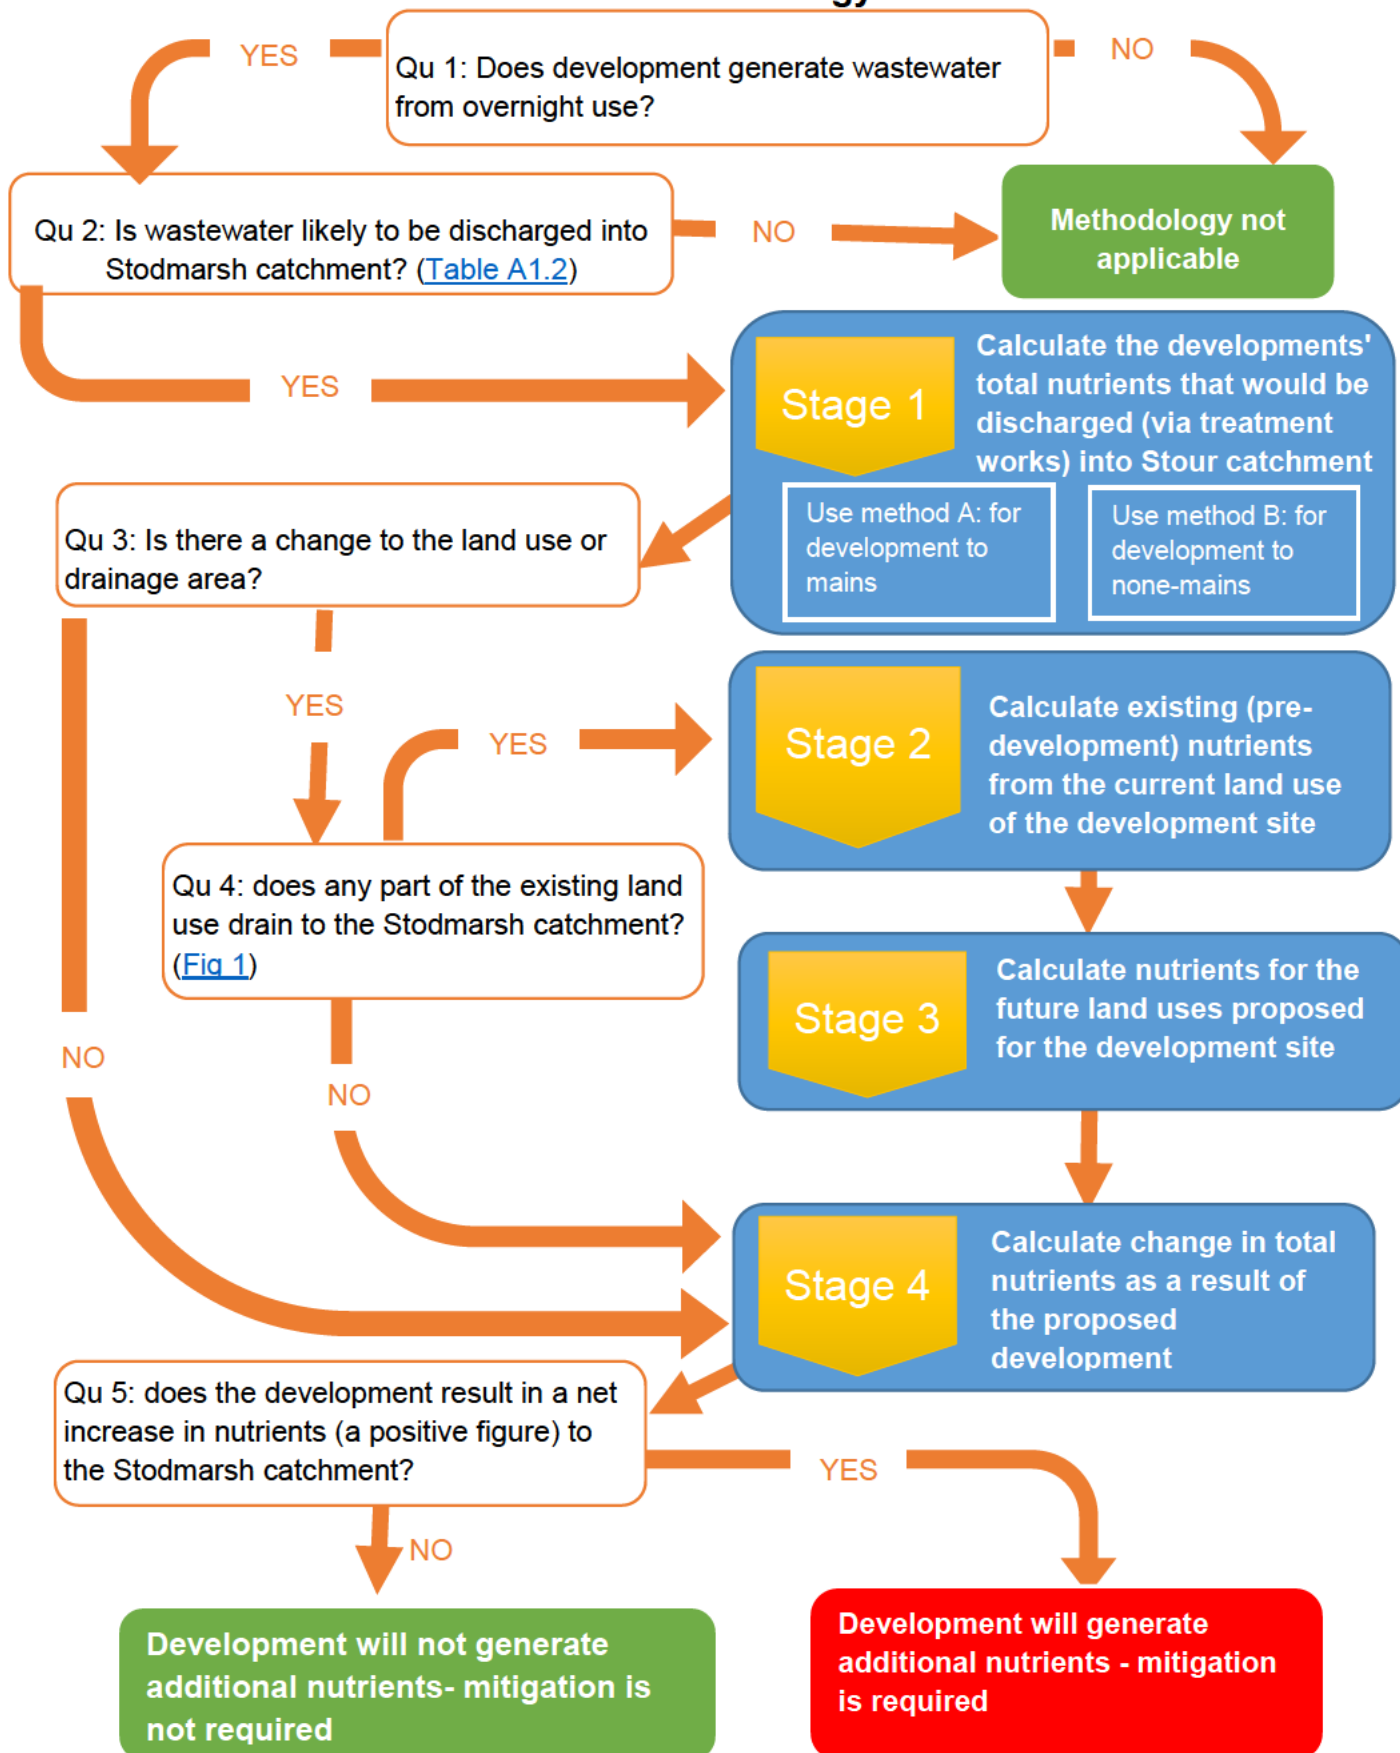 YES
Qu 1: Does development generate wastewater
from overnight use?
NO
Qu 2: Is wastewater likely to be discharged into
Stodmarsh catchment? (Table A1.2)
NO
Methodology not
applicable
YES
Stage 1
Calculate the developments'
total nutrients that would be
discharged (via treatment
works) into Stour catchment
Use method A: for
development to
mains
Use method B: for
development to
none-mains
Qu 3: Is there a change to the land use or
drainage area?
YES
YES
Stage 2
Calculate existing (pre-
development) nutrients
from the current land use
of the development site
Qu 4: does any part of the existing land
use drain to the Stodmarsh catchment?
(Fig 1)
Stage 3
Calculate nutrients for the
future land uses proposed
for the development site
NO
NO
Stage 4
Calculate change in total
nutrients as a result of
the proposed
development
Qu 5: does the development result in a net
increase in nutrients (a positive figure) to
the Stodmarsh catchment?
YES
NO
Development will not generate
additional nutrients- mitigation is
not required
Development will generate
additional nutrients - mitigation
is required